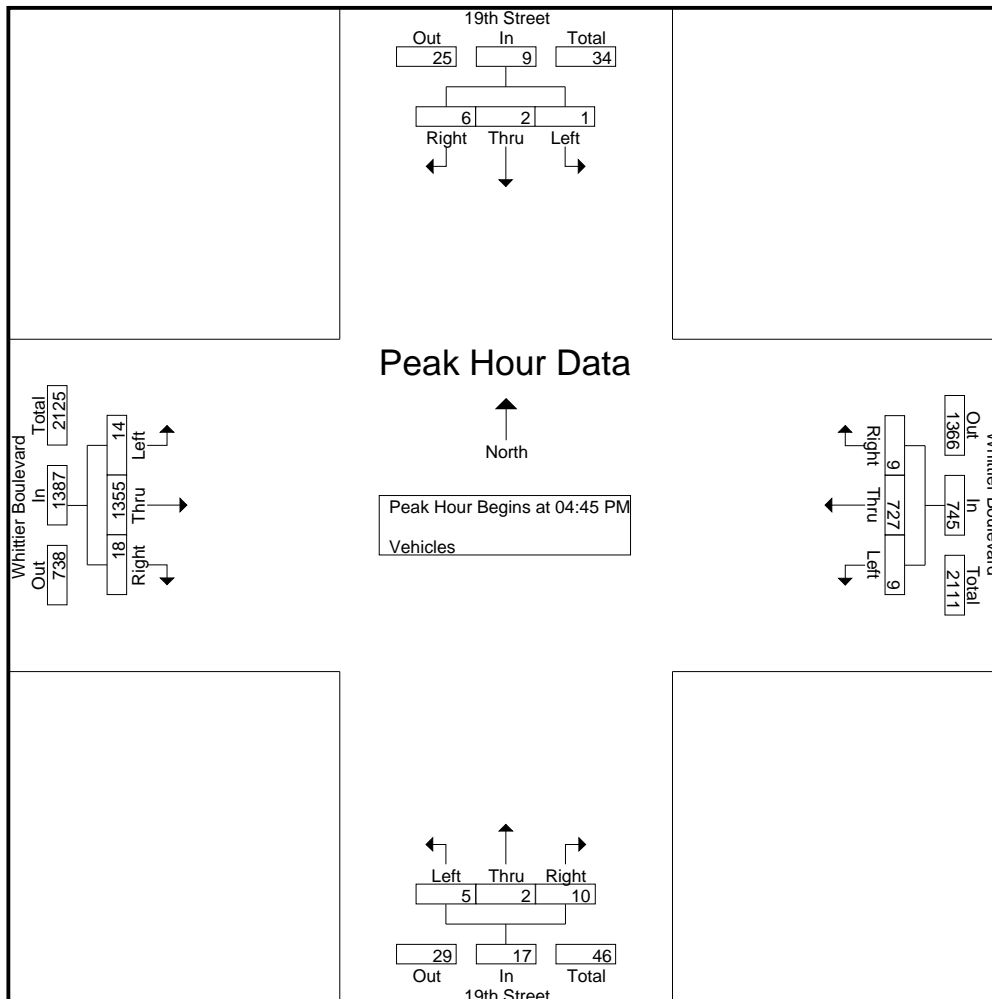 19th Street
Out In Total
25 9 34
6 2 1
Right Thru Left
Peak Hour Data
North
Peak Hour Begins at 04:45 PM
Vehicles
Whittier Boulevard
Total In Out
2125 1387 738
14 1355 18
Left Thru Right
Whittier Boulevard
Out In Total
1366 745 2111
9 727 9
Right Thru Left
Left Thru Right
5 2 10
29 17 46
Out In Total
19th Street